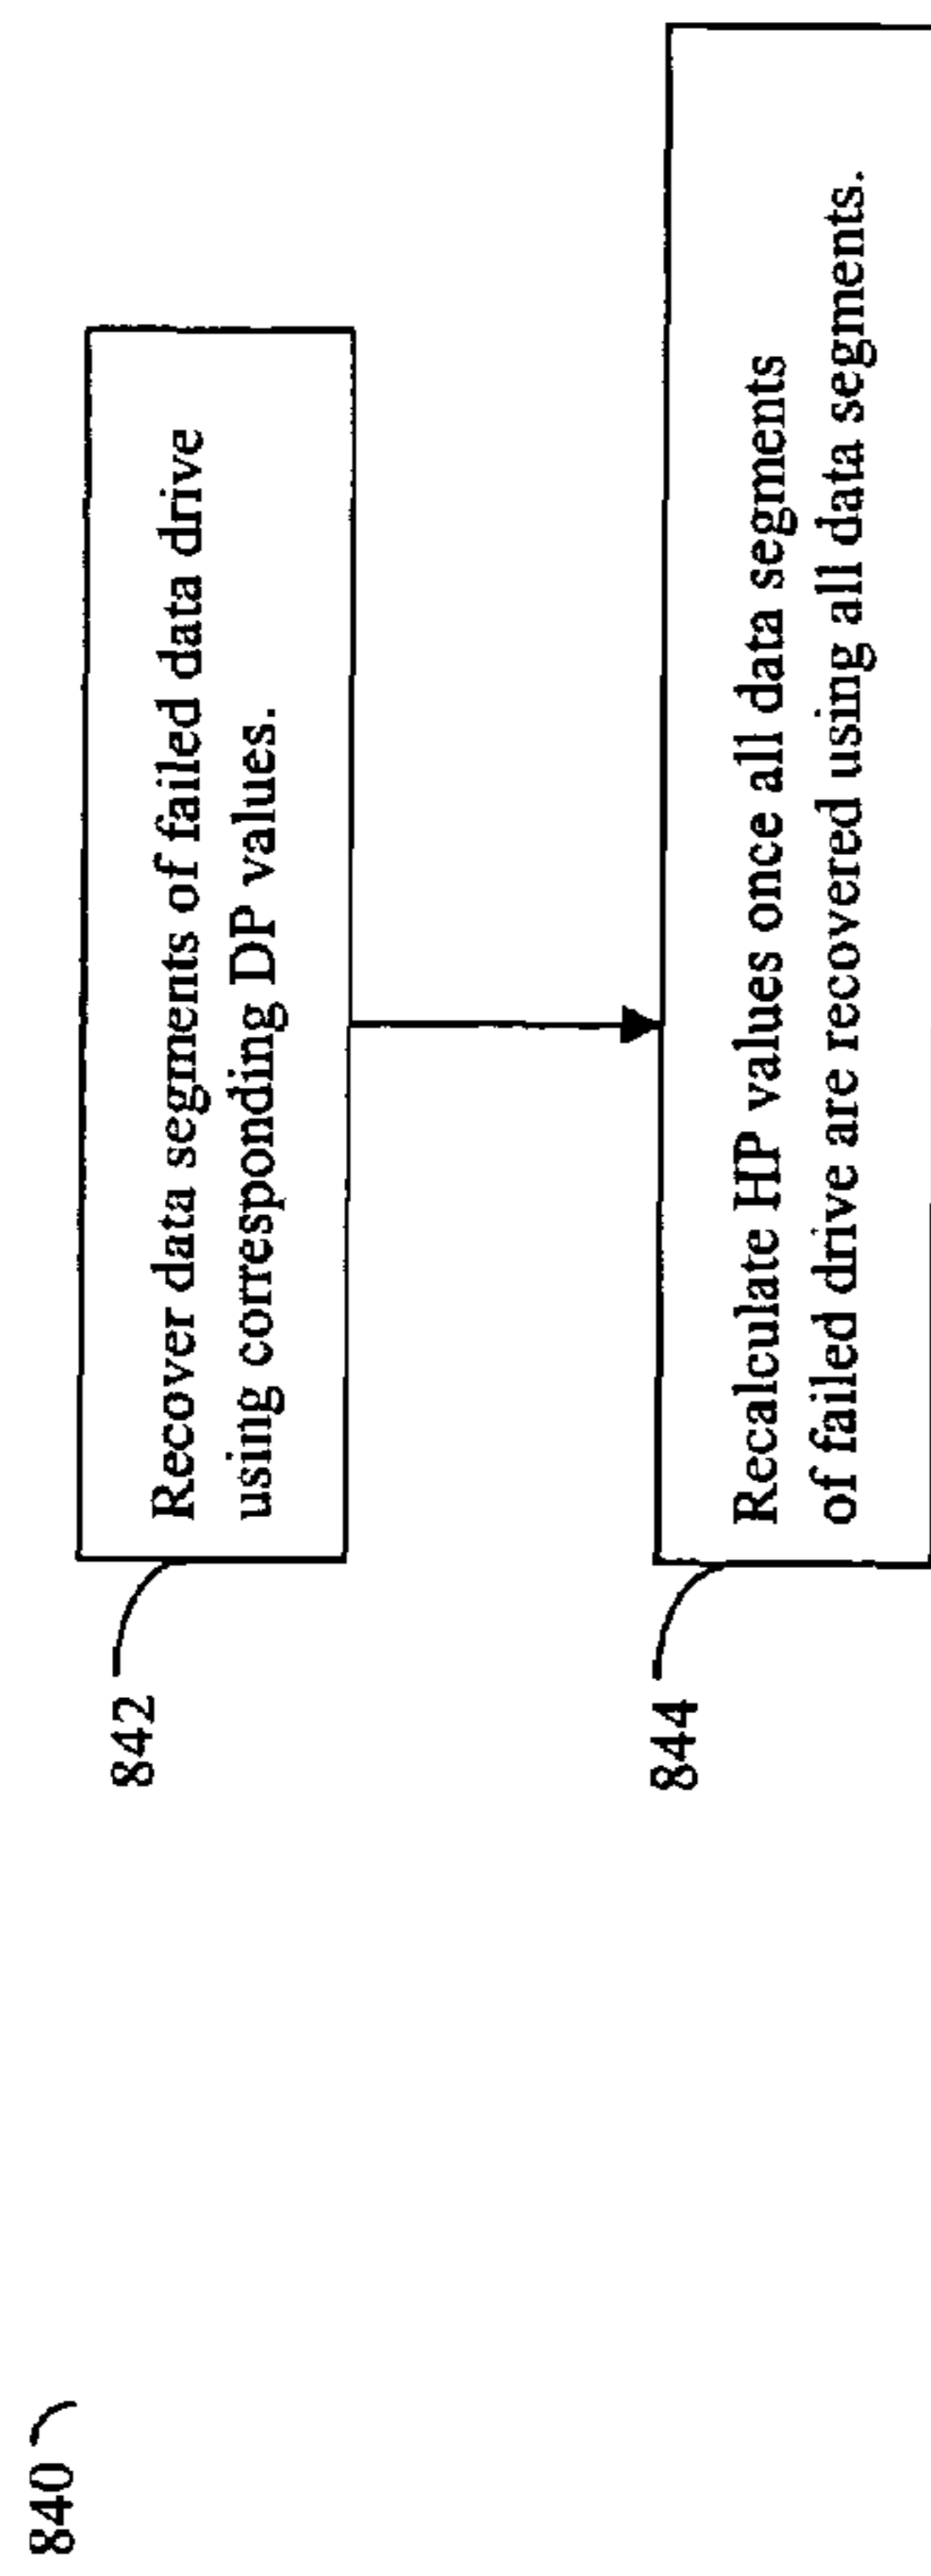 840
842
Recover data segments of failed data drive
using corresponding DP values.
844
Recalculate HP values once all data segments
of failed drive are recovered using all data segments.